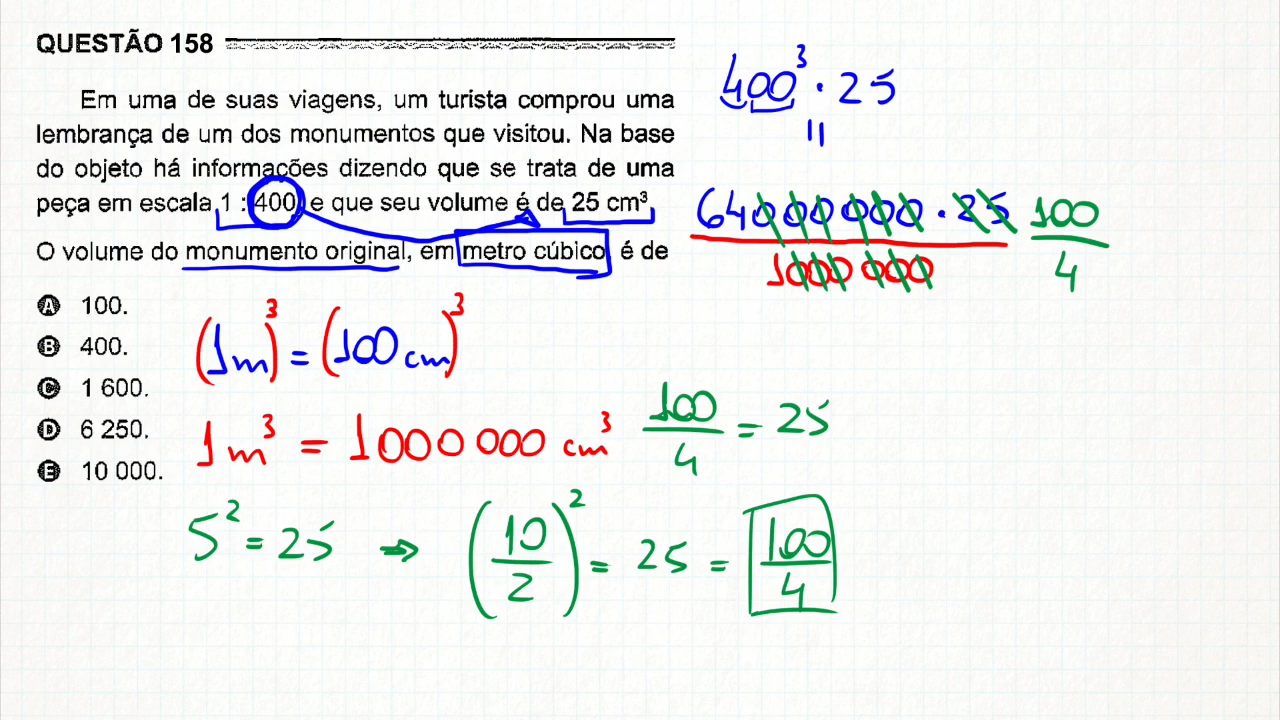 QUESTÃO 158
Em uma de suas viagens, um turista comprou uma
lembrança de um dos monumentos que visitou. Na base
do objeto há informações dizendo que se trata de uma
peça em escala 1 : 400, e que seu volume é de 25 cm³.
O volume do monumento original, em metro cúbico, é de
A 100.
B 400.
C 1 600.
D 6 250.
E 10 000.
400³ · 25
=
64000000 · 25 100/4
1000000
(1m)³ = (100 cm)³
1m³ = 1000000 cm³
100/4 = 25
5² = 25 ⇒ (10/2)² = 25 = 100/4